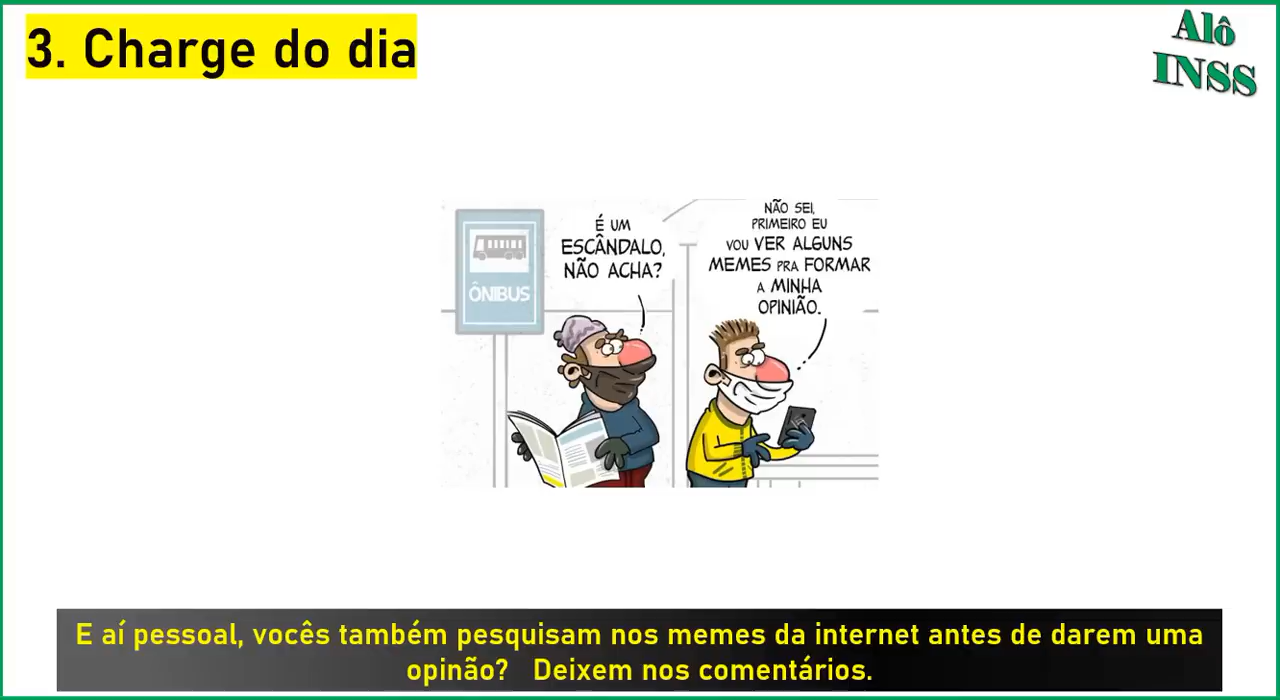 3. Charge do dia
Alô
INSS
É UM
ESCÂNDALO,
NÃO ACHA?
NÃO SEI,
PRIMEIRO EU
VOU VER ALGUNS
MEMES PRA FORMAR
A MINHA
OPINIÃO.
ÔNIBUS
E aí pessoal, vocês também pesquisam nos memes da internet antes de darem uma
opinão? Deixem nos comentários.